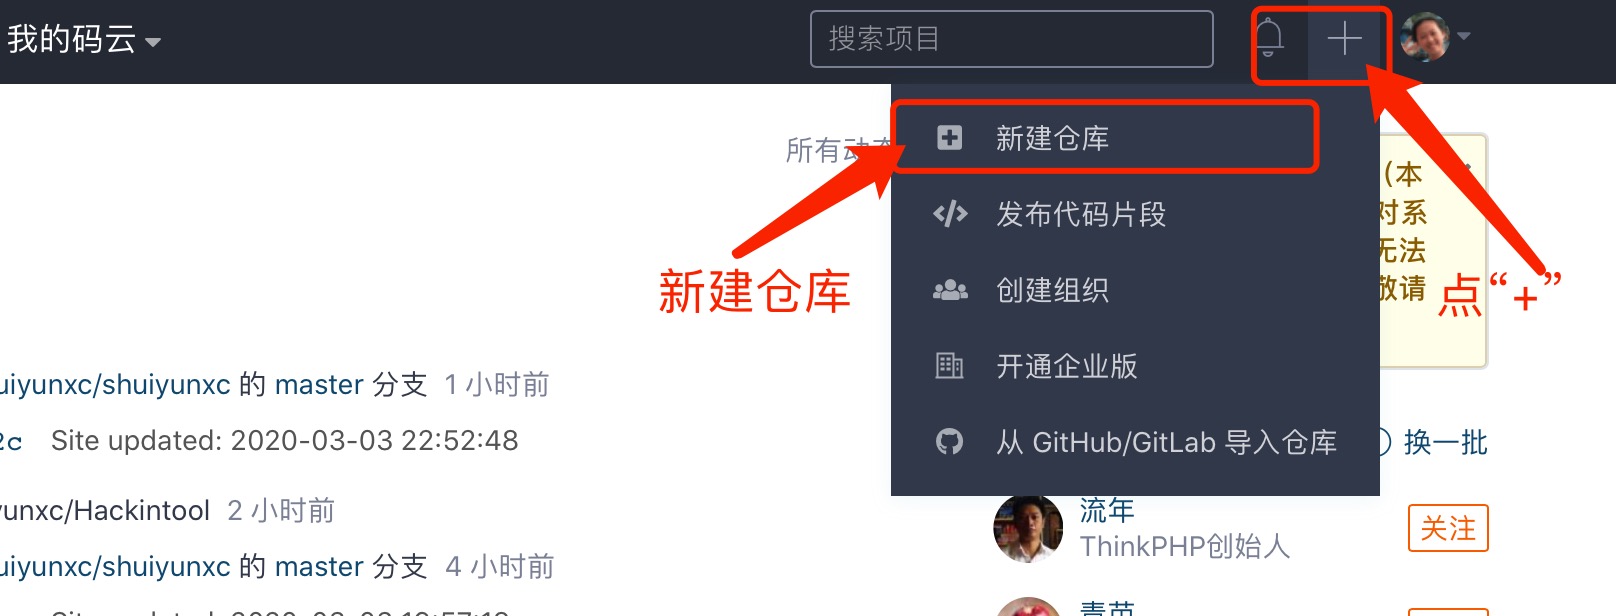 我的码云
搜索项目
所有动态
新建仓库
发布代码片段
创建组织
开通企业版
从 GitHub/GitLab 导入仓库
新建仓库
点“+”
（本
对系
无法
敬请
uiyunxc/shuiyunxc 的 master 分支 1 小时前
2c Site updated: 2020-03-03 22:52:48
yunxc/Hackintool 2 小时前
uiyunxc/shuiyunxc 的 master 分支 4 小时前
换一批
流年
ThinkPHP创始人
关注